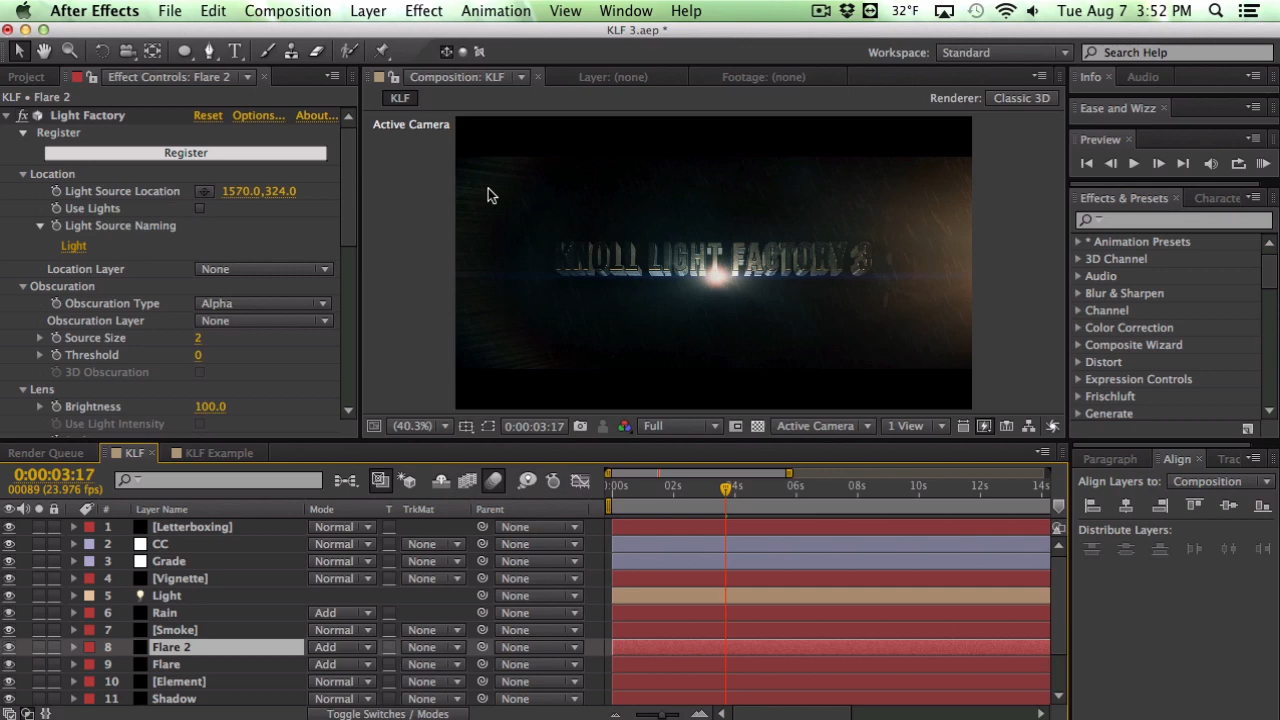 After Effects File Edit Composition Layer Effect Animation View Window Help 32°F Tue Aug 7 3:52 PM
KLF 3.aep *
Workspace: Standard Search Help
Project Effect Controls: Flare 2 Composition: KLF Layer: (none) Footage: (none) Info Audio
KLF • Flare 2 KLF Renderer: Classic 3D
Ease and Wizz
fx Light Factory Reset Options... About...
Active Camera
Register
Preview
Register
Location
Light Source Location 1570.0,324.0
Use Lights
Effects & Presets Characte
Light Source Naming
Light
* Animation Presets
KNOLL LIGHT FACTORY 3
3D Channel
Location Layer None
Audio
Obscuration
Blur & Sharpen
Obscuration Type Alpha
Channel
Obscuration Layer None
Color Correction
Source Size 2
Composite Wizard
Threshold 0
Distort
3D Obscuration
Expression Controls
Lens
Frischluft
Brightness 100.0
Generate
Use Light Intensity
(40.3%) 0:00:03:17 Full Active Camera 1 View
Render Queue KLF KLF Example
Paragraph Align Trac
0:00:03:17
00089 (23.976 fps)
:00s 02s 04s 06s 08s 10s 12s 14s
Align Layers to: Composition
# Layer Name Mode T TrkMat Parent
1 [Letterboxing] Normal None
Distribute Layers:
2 CC Normal None None
3 Grade Normal None None
4 [Vignette] Normal None None
5 Light None
6 Rain Add None
7 [Smoke] Normal None None
8 Flare 2 Add None None
9 Flare Add None None
10 [Element] Normal None None
11 Shadow Normal None None
Toggle Switches / Modes